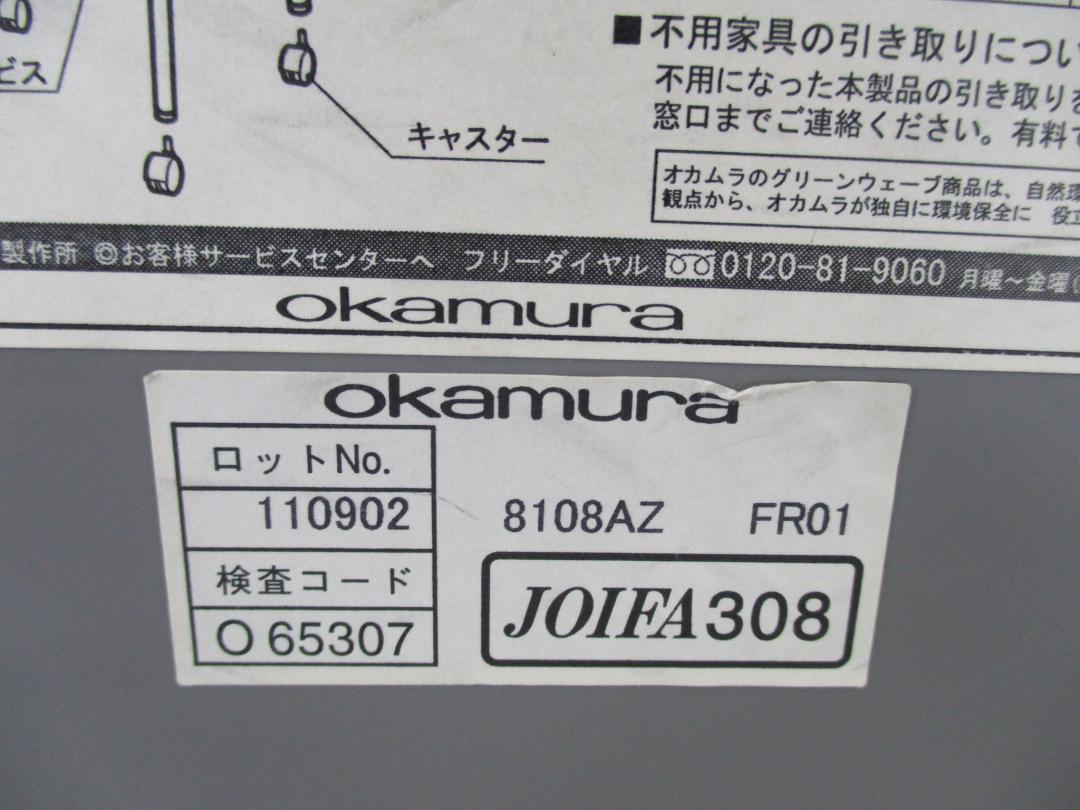 ビス
キャスター
■不用家具の引き取りについ
不用になった本製品の引き取りを
窓口までご連絡ください。有料で
オカムラのグリーンウェーブ商品は、自然環
観点から、オカムラが独自に環境保全に 役立
製作所 ◎お客様サービスセンターへ フリーダイヤル 0120-81-9060 月曜～金曜
okamura
okamura
ロットNo.
110902
8108AZ FR01
検査コード
O 65307
JOIFA308